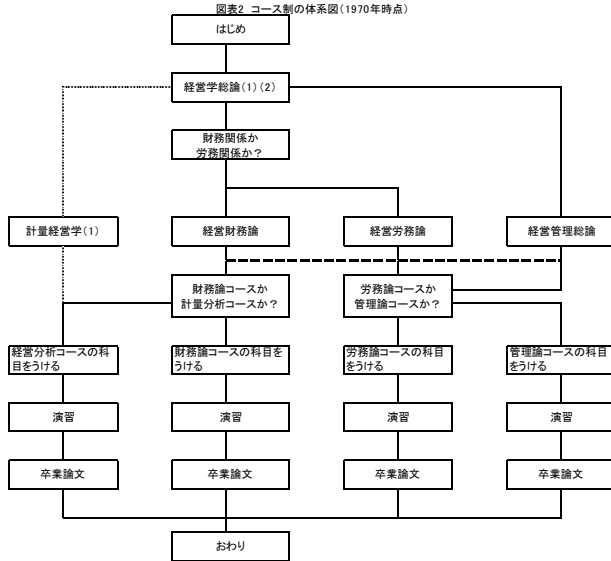 図表2 コース制の体系図(1970年時点)
はじめ
経営学総論(1)(2)
財務関係か
労務関係か？
計量経営学(1)
経営財務論
経営労務論
経営管理総論
財務論コースか
計量分析コースか？
労務論コースか
管理論コースか？
経営分析コースの科
目をうける
財務論コースの科目を
うける
労務論コースの科目
をうける
管理論コースの科目
をうける
演習
演習
演習
演習
卒業論文
卒業論文
卒業論文
卒業論文
おわり